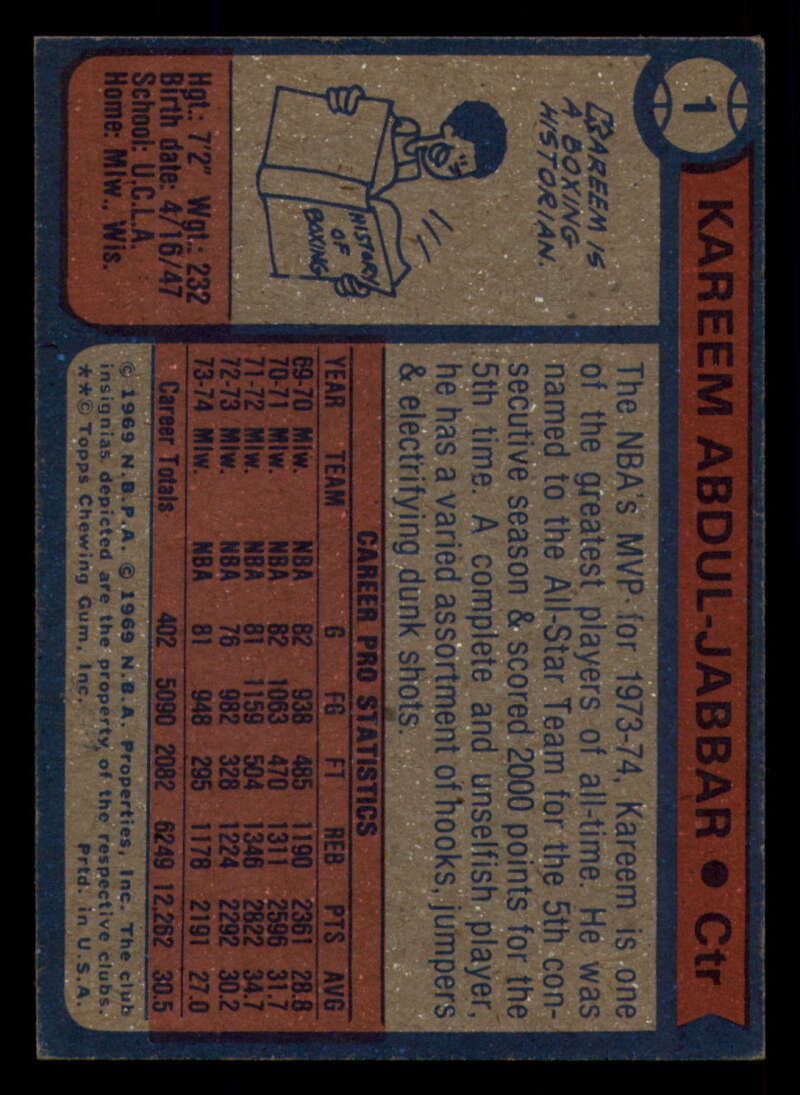 1
KAREEM ABDUL-JABBAR • Ctr
KAREEM IS
A BOXING
HISTORIAN.
HISTORY
OF
BOXING
Hgt.: 7'2" Wgt.: 232
Birth date: 4/16/47
School: U.C.L.A.
Home: Mlw., Wis.
The NBA's MVP for 1973-74, Kareem is one
of the greatest players of all-time. He was
named to the All-Star Team for the 5th con-
secutive season & scored 2000 points for the
5th time. A complete and unselfish player,
he has a varied assortment of hooks, jumpers
& electrifying dunk shots.
CAREER PRO STATISTICS
YEAR TEAM G FG FT REB PTS AVG
69-70 Mlw. NBA 82 938 485 1190 2361 28.8
70-71 Mlw. NBA 82 1063 470 1311 2596 31.7
71-72 Mlw. NBA 81 1159 504 1346 2822 34.7
72-73 Mlw. NBA 76 982 328 1224 2292 30.2
73-74 Mlw. NBA 81 948 295 1178 2191 27.0
Career Totals 402 5090 2082 6249 12.262 30.5
© 1969 N.B.P.A. © 1969 N.B.A. Properties, Inc. The club
insignias depicted are the property of the respective clubs.
**© Topps Chewing Gum, Inc. Prtd. in U.S.A.